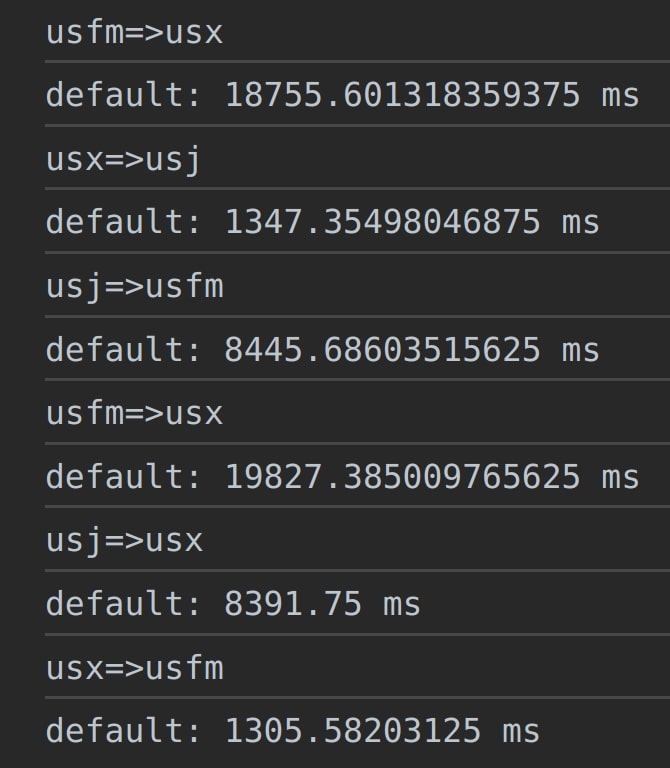 usfm=>usx
default: 18755.601318359375 ms
usx=>usj
default: 1347.35498046875 ms
usj=>usfm
default: 8445.68603515625 ms
usfm=>usx
default: 19827.385009765625 ms
usj=>usx
default: 8391.75 ms
usx=>usfm
default: 1305.58203125 ms